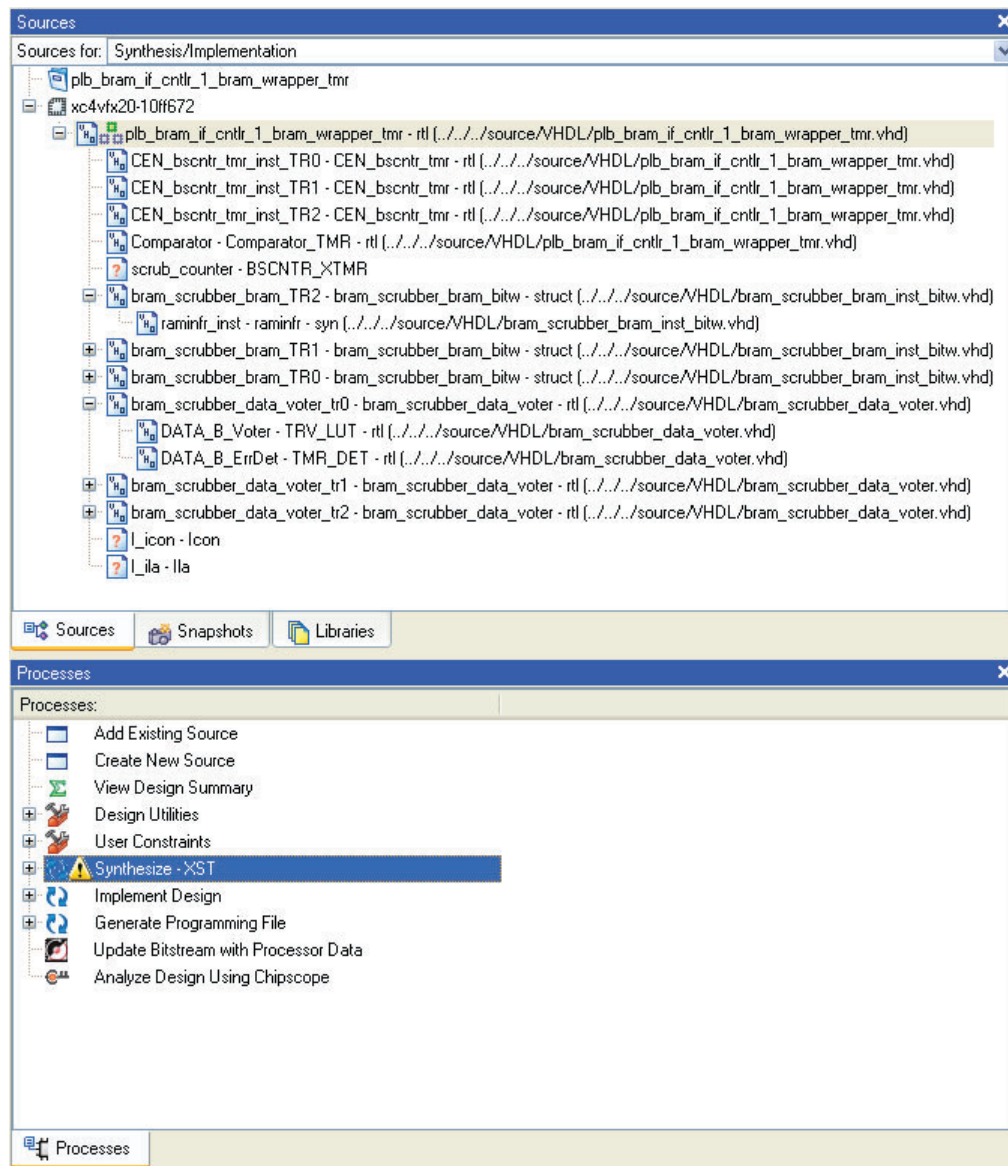 Sources
Sources for: Synthesis/Implementation
plb_bram_if_cntlr_1_bram_wrapper_tmr
xc4vfx20-10ff672
plb_bram_if_cntlr_1_bram_wrapper_tmr - rtl (../../../source/VHDL/plb_bram_if_cntlr_1_bram_wrapper_tmr.vhd)
CEN_bscntr_tmr_inst_TR0 - CEN_bscntr_tmr - rtl (../../../source/VHDL/plb_bram_if_cntlr_1_bram_wrapper_tmr.vhd)
CEN_bscntr_tmr_inst_TR1 - CEN_bscntr_tmr - rtl (../../../source/VHDL/plb_bram_if_cntlr_1_bram_wrapper_tmr.vhd)
CEN_bscntr_tmr_inst_TR2 - CEN_bscntr_tmr - rtl (../../../source/VHDL/plb_bram_if_cntlr_1_bram_wrapper_tmr.vhd)
Comparator - Comparator_TMR - rtl (../../../source/VHDL/plb_bram_if_cntlr_1_bram_wrapper_tmr.vhd)
scrub_counter - BSCNTR_XTMR
bram_scrubber_bram_TR2 - bram_scrubber_bram_bitw - struct (../../../source/VHDL/bram_scrubber_bram_inst_bitw.vhd)
raminfr_inst - raminfr - syn (../../../source/VHDL/bram_scrubber_bram_inst_bitw.vhd)
bram_scrubber_bram_TR1 - bram_scrubber_bram_bitw - struct (../../../source/VHDL/bram_scrubber_bram_inst_bitw.vhd)
bram_scrubber_bram_TR0 - bram_scrubber_bram_bitw - struct (../../../source/VHDL/bram_scrubber_bram_inst_bitw.vhd)
bram_scrubber_data_voter_tr0 - bram_scrubber_data_voter - rtl (../../../source/VHDL/bram_scrubber_data_voter.vhd)
DATA_B_Voter - TRV_LUT - rtl (../../../source/VHDL/bram_scrubber_data_voter.vhd)
DATA_B_ErrDet - TMR_DET - rtl (../../../source/VHDL/bram_scrubber_data_voter.vhd)
bram_scrubber_data_voter_tr1 - bram_scrubber_data_voter - rtl (../../../source/VHDL/bram_scrubber_data_voter.vhd)
bram_scrubber_data_voter_tr2 - bram_scrubber_data_voter - rtl (../../../source/VHDL/bram_scrubber_data_voter.vhd)
I_icon - Icon
I_ila - Ila
Sources Snapshots Libraries
Processes
Processes:
Add Existing Source
Create New Source
View Design Summary
Design Utilities
User Constraints
Synthesize - XST
Implement Design
Generate Programming File
Update Bitstream with Processor Data
Analyze Design Using Chipscope
Processes